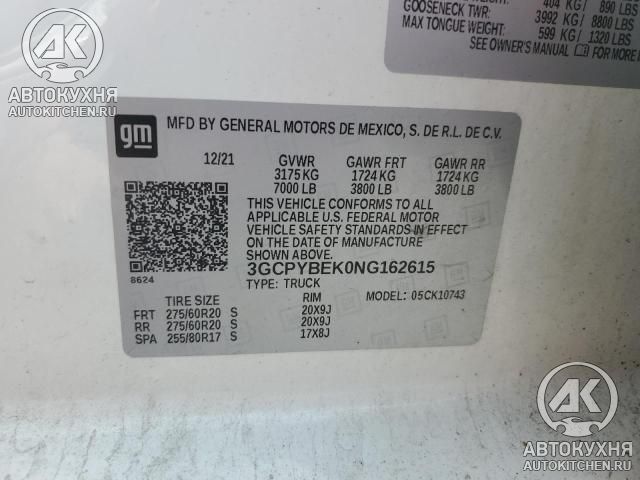 404 KG / 890 LBS
GOOSENECK TWR:
3992 KG / 8800 LBS
MAX TONGUE WEIGHT:
599 KG / 1320 LBS
SEE OWNER'S MANUAL FOR MORE
AK
АВТОКУХНЯ
AUTOKITCHEN.RU
gm
MFD BY GENERAL MOTORS DE MEXICO, S. DE R.L. DE C.V.
12/21 GVWR GAWR FRT GAWR RR
3175 KG 1724 KG 1724 KG
7000 LB 3800 LB 3800 LB
THIS VEHICLE CONFORMS TO ALL
APPLICABLE U.S. FEDERAL MOTOR
VEHICLE SAFETY STANDARDS IN EFFECT
ON THE DATE OF MANUFACTURE SHOWN ABOVE.
8624
3GCPYBEK0NG162615
TYPE: TRUCK MODEL: 05CK10743
TIRE SIZE RIM
FRT 275/60R20 S 20X9J
RR 275/60R20 S 20X9J
SPA 255/80R17 S 17X8J
AK
АВТОКУХНЯ
AUTOKITCHEN.RU